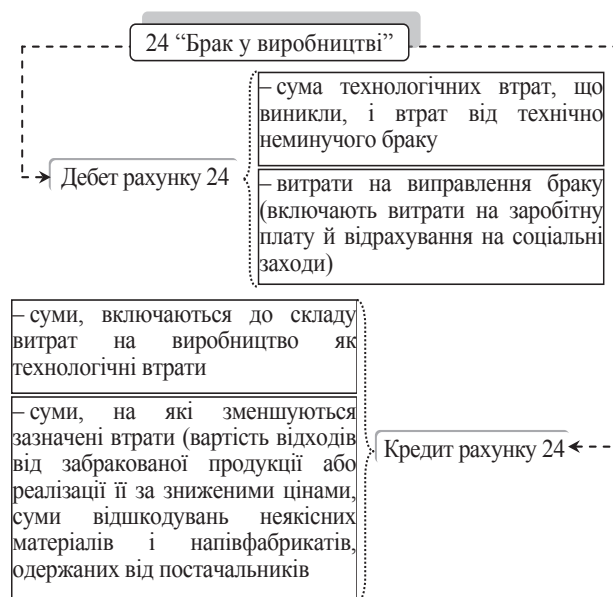 24 “Брак у виробництві”
– сума технологічних втрат, що
виникли, і втрат від технічно
неминучого браку
Дебет рахунку 24
– витрати на виправлення браку
(включають витрати на заробітну
плату й відрахування на соціальні
заходи)
– суми, включаються до складу
витрат на виробництво як
технологічні втрати
– суми, на які зменшуються
зазначені втрати (вартість відходів
від забракованої продукції або
реалізації її за зниженими цінами,
суми відшкодувань неякісних
матеріалів і напівфабрикатів,
одержаних від постачальників
Кредит рахунку 24